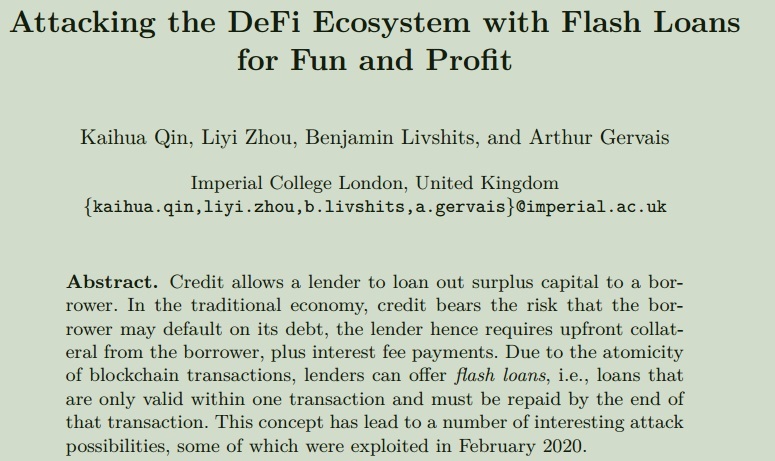 Attacking the DeFi Ecosystem with Flash Loans
for Fun and Profit
Kaihua Qin, Liyi Zhou, Benjamin Livshits, and Arthur Gervais
Imperial College London, United Kingdom
{kaihua.qin,liyi.zhou,b.livshits,a.gervais}@imperial.ac.uk
Abstract. Credit allows a lender to loan out surplus capital to a bor-
rower. In the traditional economy, credit bears the risk that the bor-
rower may default on its debt, the lender hence requires upfront collat-
eral from the borrower, plus interest fee payments. Due to the atomicity
of blockchain transactions, lenders can offer flash loans, i.e., loans that
are only valid within one transaction and must be repaid by the end of
that transaction. This concept has lead to a number of interesting attack
possibilities, some of which were exploited in February 2020.